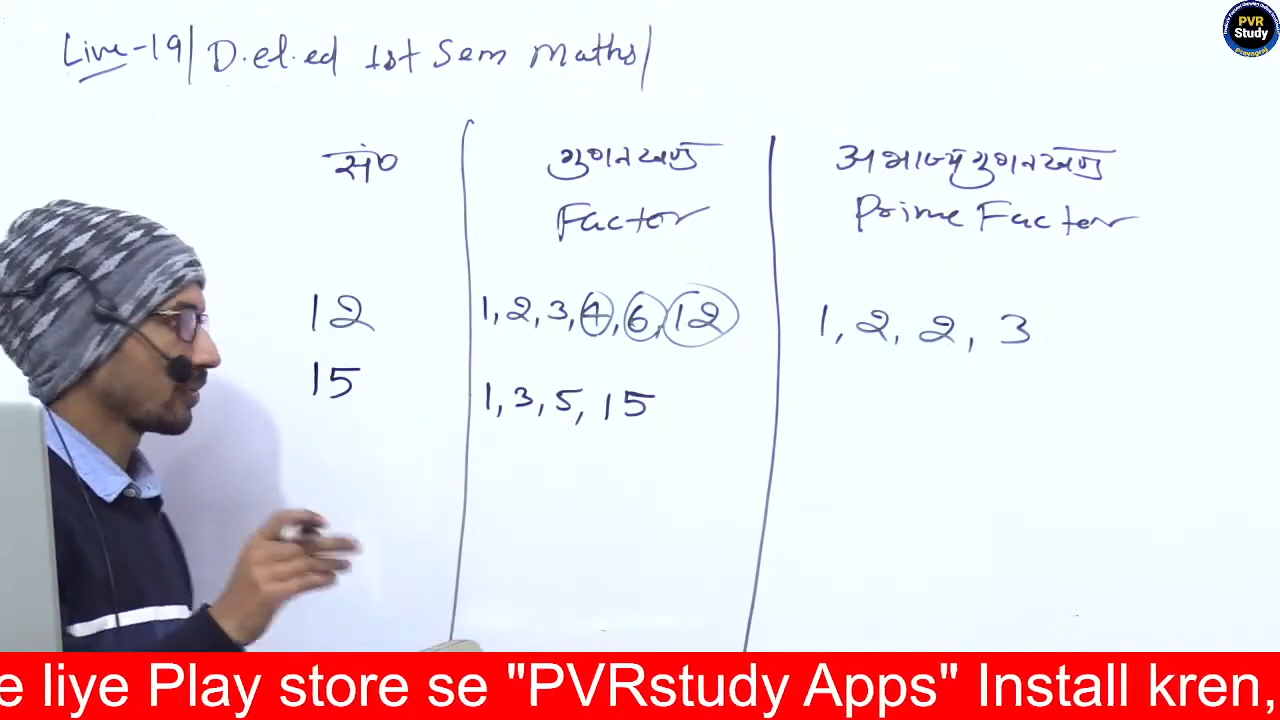 Live-19/ D.el.ed 1st Sem Maths/
PVR
Study
Prayagraj
सं०
गुणनखण्ड
अभाज्य गुणनखण्ड
Factor
Prime Factor
12
1, 2, 3, 4, 6, 12
1, 2, 2, 3
15
1, 3, 5, 15
e liye Play store se "PVRstudy Apps" Install kren,